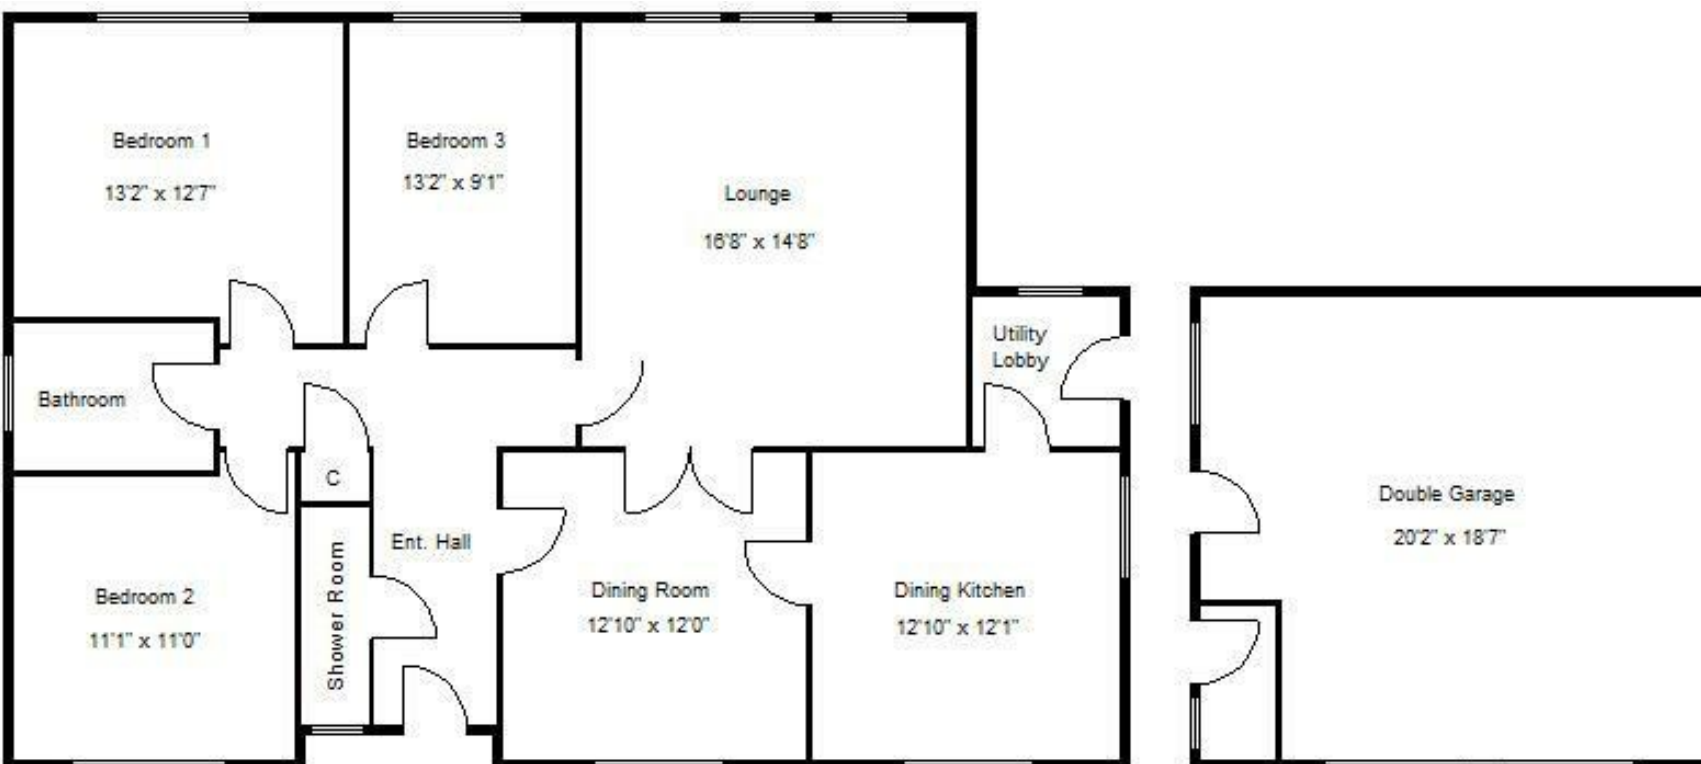 Bedroom 1
13'2" x 12'7"
Bedroom 3
13'2" x 9'1"
Lounge
16'8" x 14'8"
Utility
Lobby
Bathroom
C
Ent. Hall
Shower Room
Bedroom 2
11'1" x 11'0"
Dining Room
12'10" x 12'0"
Dining Kitchen
12'10" x 12'1"
Double Garage
20'2" x 18'7"